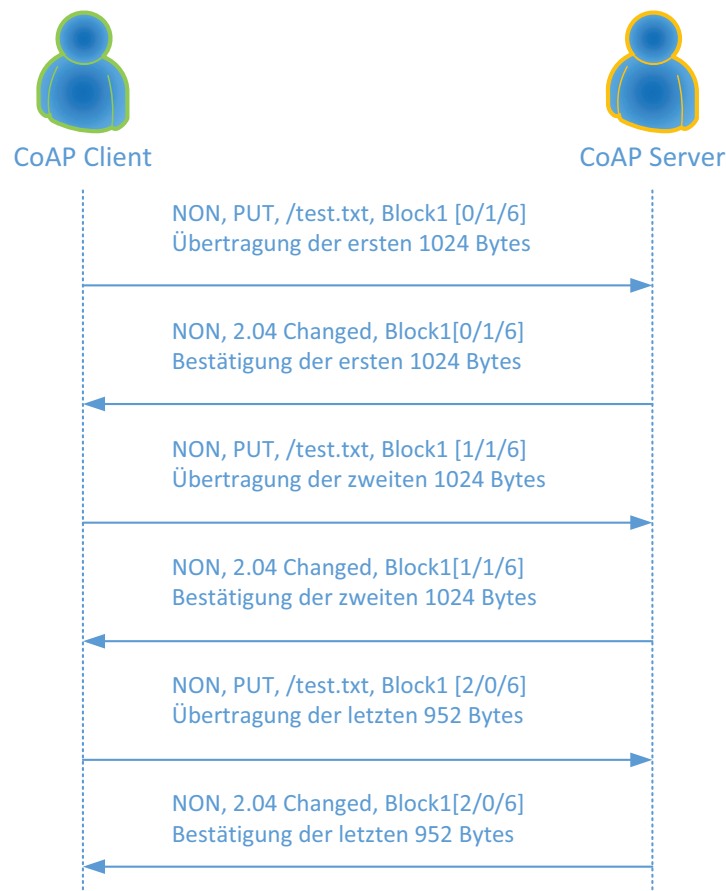 CoAP Client
CoAP Server
NON, PUT, /test.txt, Block1 [0/1/6]
Übertragung der ersten 1024 Bytes
NON, 2.04 Changed, Block1[0/1/6]
Bestätigung der ersten 1024 Bytes
NON, PUT, /test.txt, Block1 [1/1/6]
Übertragung der zweiten 1024 Bytes
NON, 2.04 Changed, Block1[1/1/6]
Bestätigung der zweiten 1024 Bytes
NON, PUT, /test.txt, Block1 [2/0/6]
Übertragung der letzten 952 Bytes
NON, 2.04 Changed, Block1[2/0/6]
Bestätigung der letzten 952 Bytes